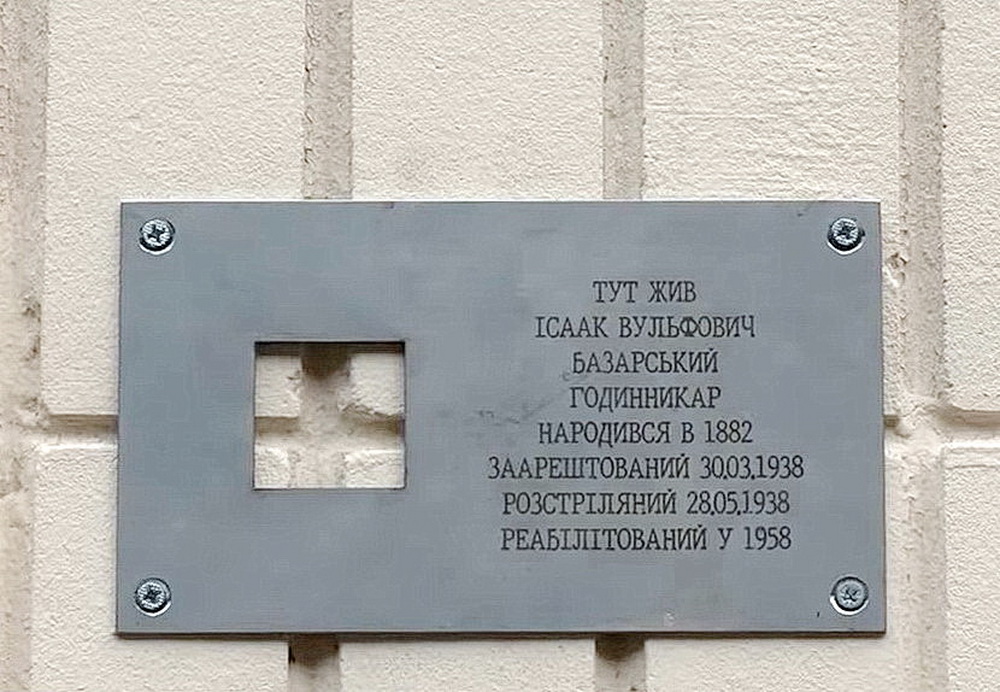 ТУТ ЖИВ
ІСААК ВУЛЬФОВИЧ
БАЗАРСЬКИЙ
ГОДИННИКАР
НАРОДИВСЯ В 1882
ЗААРЕШТОВАНИЙ 30.03.1938
РОЗСТРІЛЯНИЙ 28.05.1938
РЕАБІЛІТОВАНИЙ У 1958